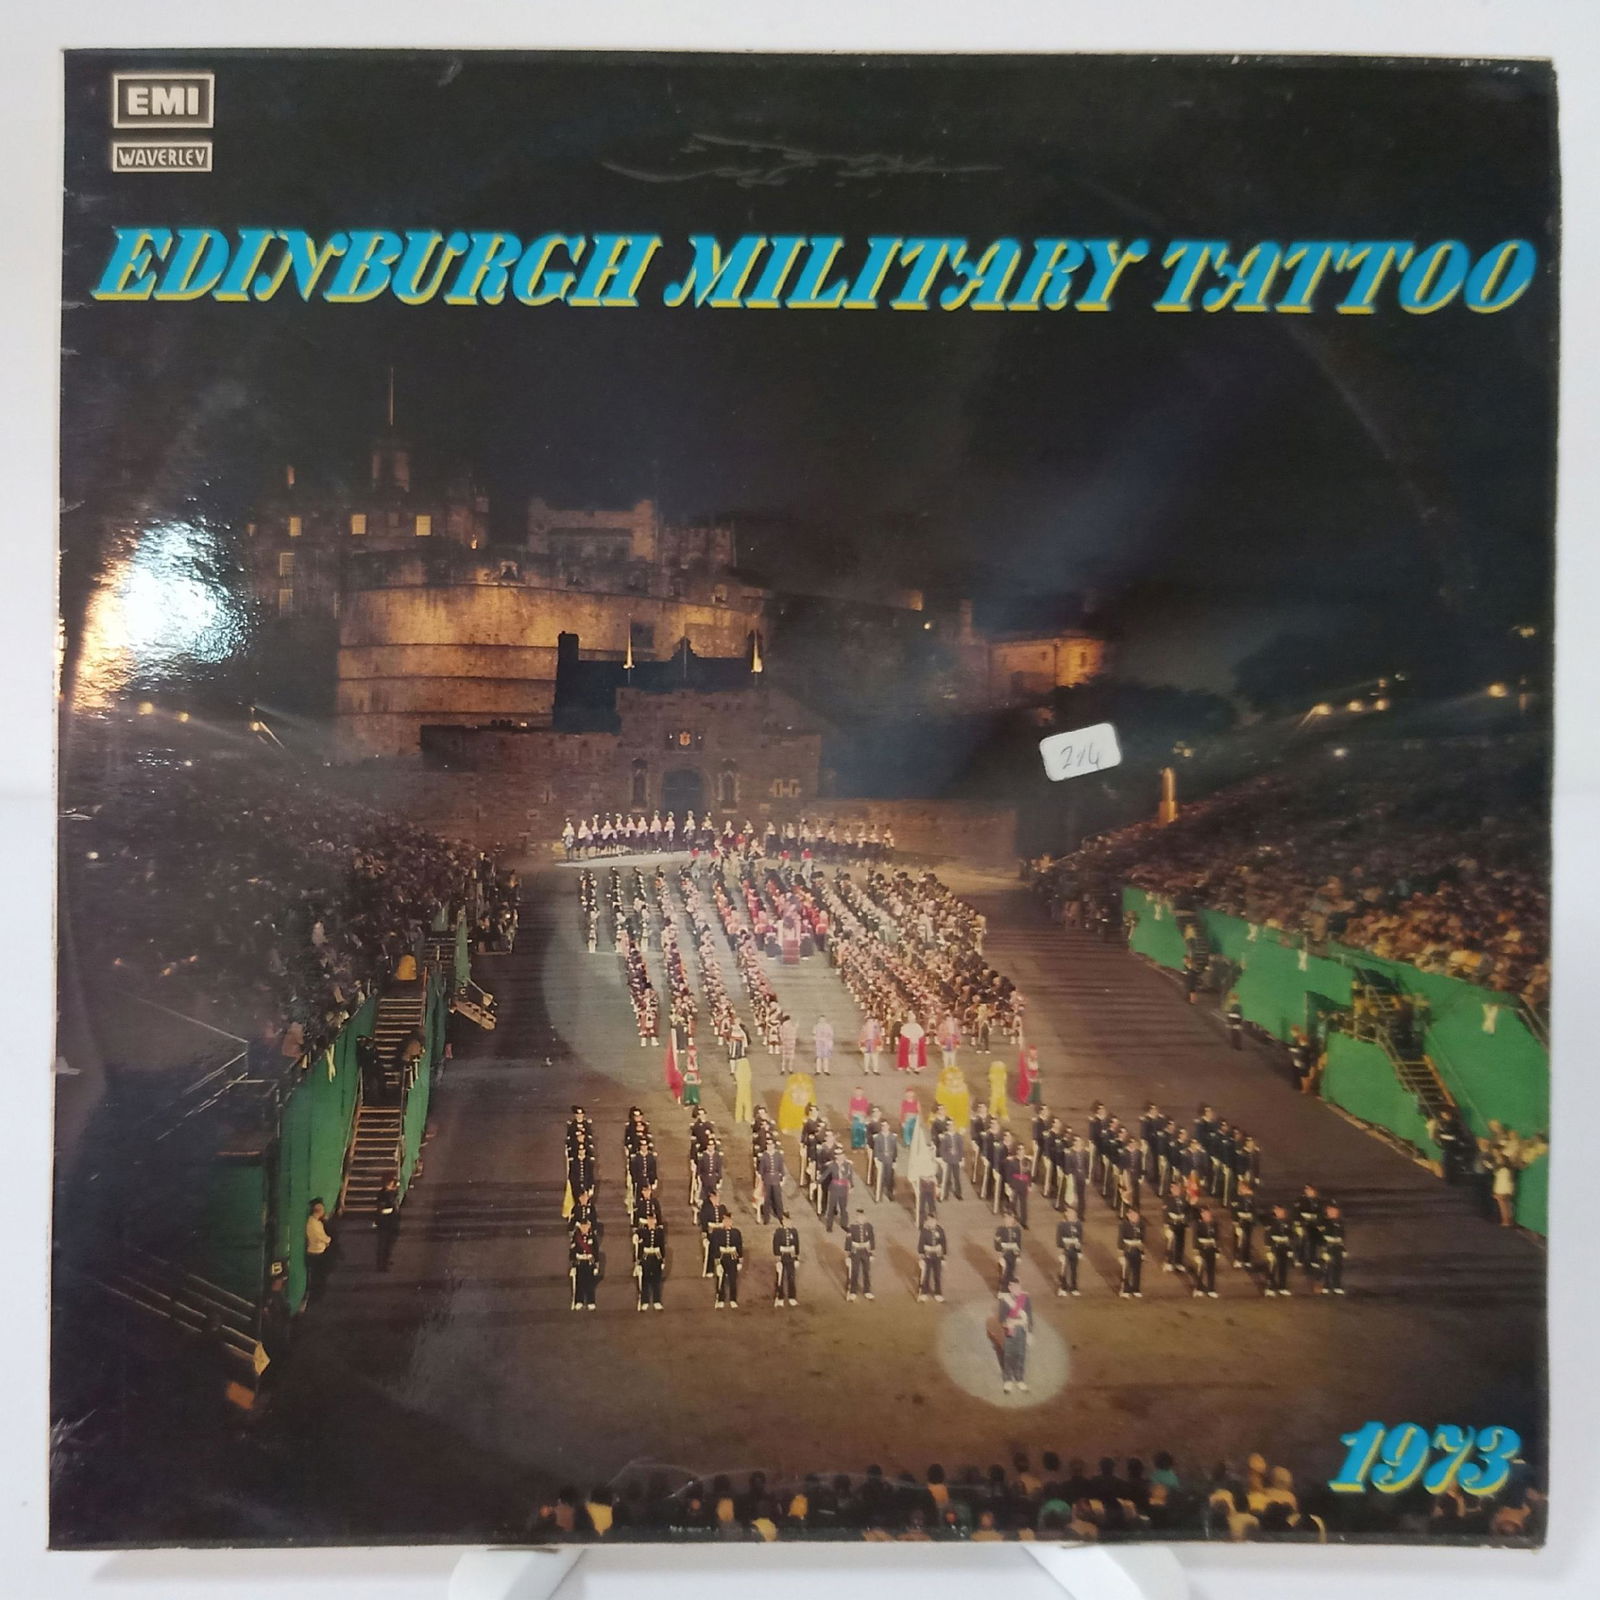 EMI
WAVERLEY
EDINBURGH MILITARY TATTOO
1973